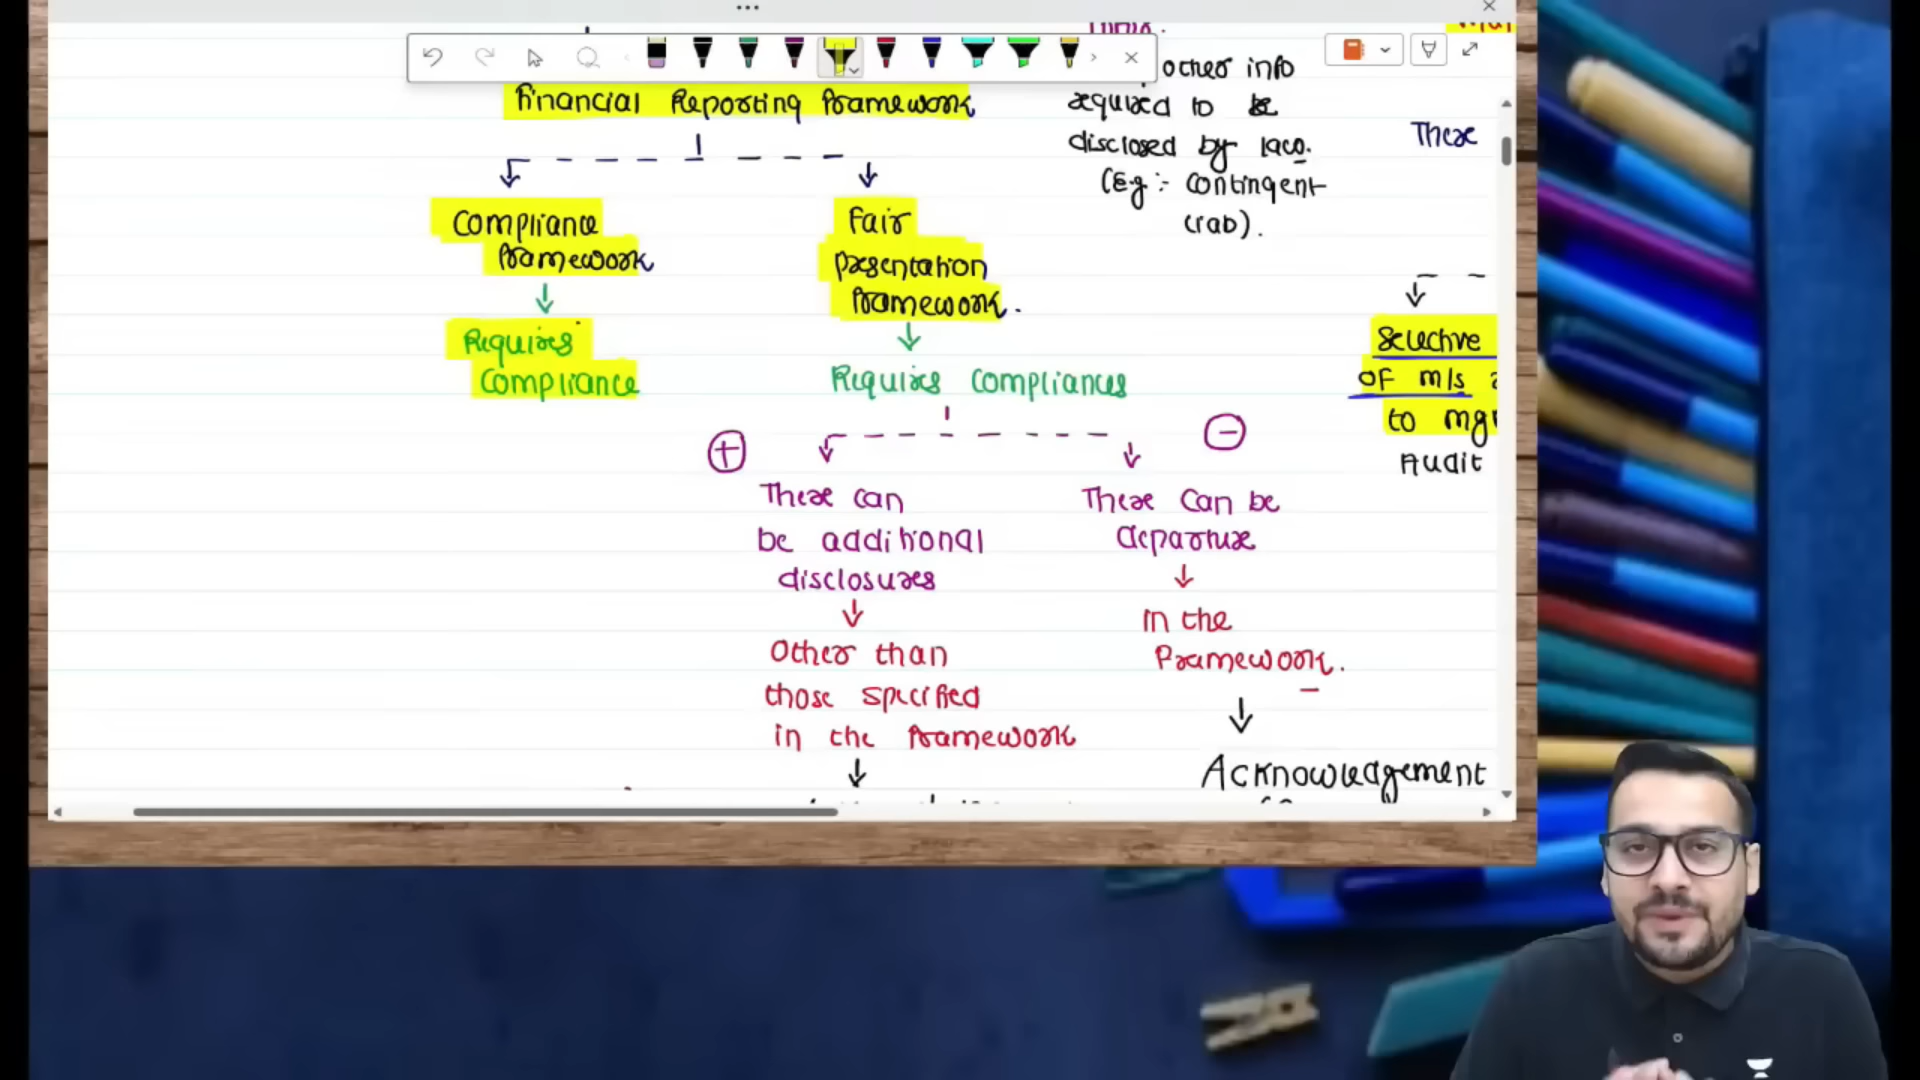 Financial Reporting Framework
Compliance
Framework
Requires
Compliance
Fair
Presentation
Framework.
Requires Compliances
There can
be additional
disclosures
Other than
those specified
in the Framework
There can be
departure
In the
Framework.
Acknowledgement
other info
required to be
disclosed by law.
(Eg:- Contingent
There
Selective
OF m/s
to mg
Audit